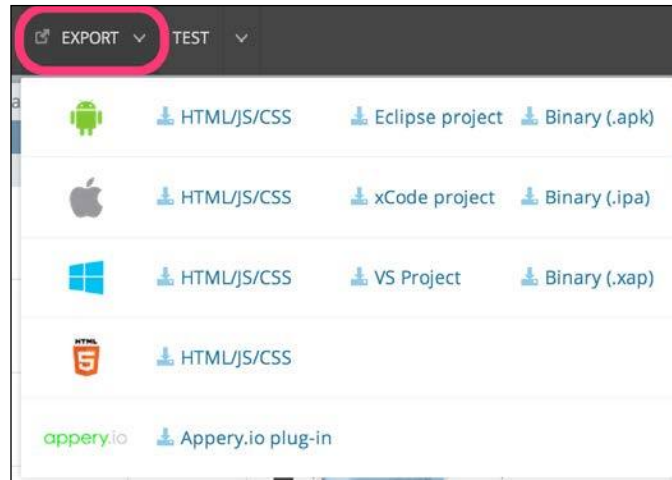 EXPORT TEST
HTML/JS/CSS Eclipse project Binary (.apk)
HTML/JS/CSS xCode project Binary (.ipa)
HTML/JS/CSS VS Project Binary (.xap)
HTML 5 HTML/JS/CSS
appery.io Appery.io plug-in